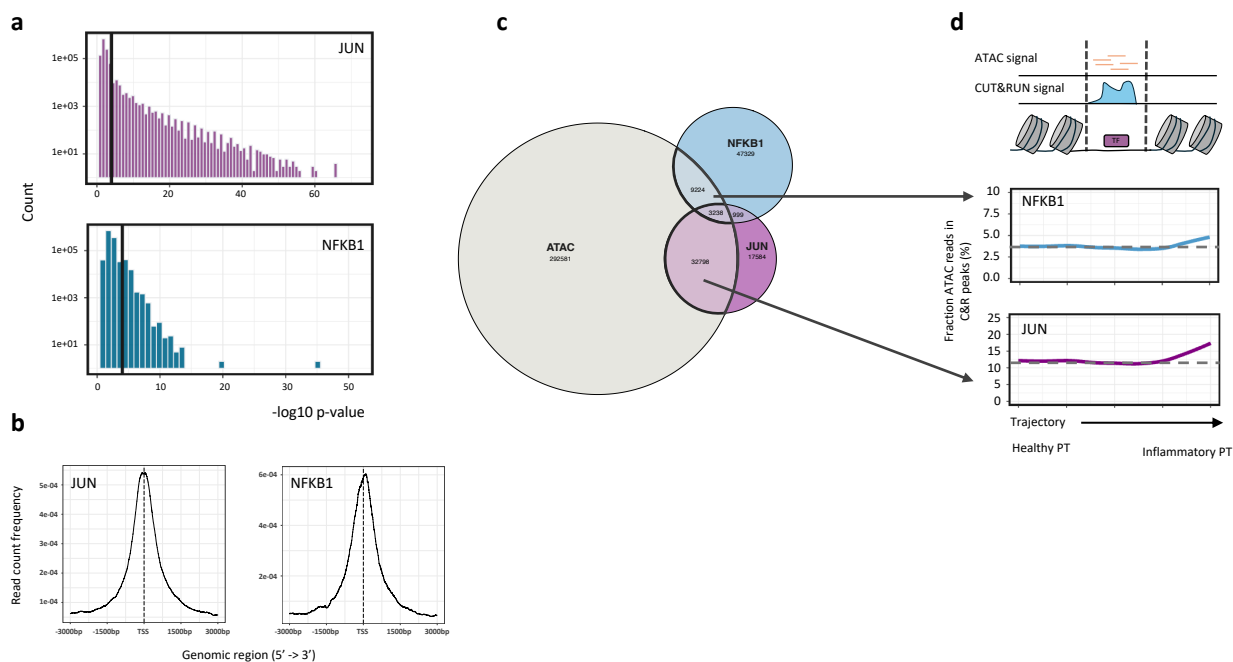 a
JUN
1e+05
1e+03
1e+01
0
20
40
60
Count
NFKB1
1e+05
1e+03
1e+01
0
10
20
30
40
50
-log10 p-value
b
JUN
5e-04
4e-04
3e-04
2e-04
1e-04
-3000bp
-1500bp
TSS
1500bp
3000bp
Read count frequency
NFKB1
6e-04
4e-04
2e-04
-3000bp
-1500bp
TSS
1500bp
3000bp
Genomic region (5' -> 3')
c
NFKB1
47329
9224
3238
999
ATAC
292581
JUN
17584
32798
d
ATAC signal
CUT&RUN signal
TF
NFKB1
10
7.5
5.0
2.5
0.0
Fraction ATAC reads in
C&R peaks (%)
JUN
25
20
15
10
5
0
Trajectory
Healthy PT
Inflammatory PT